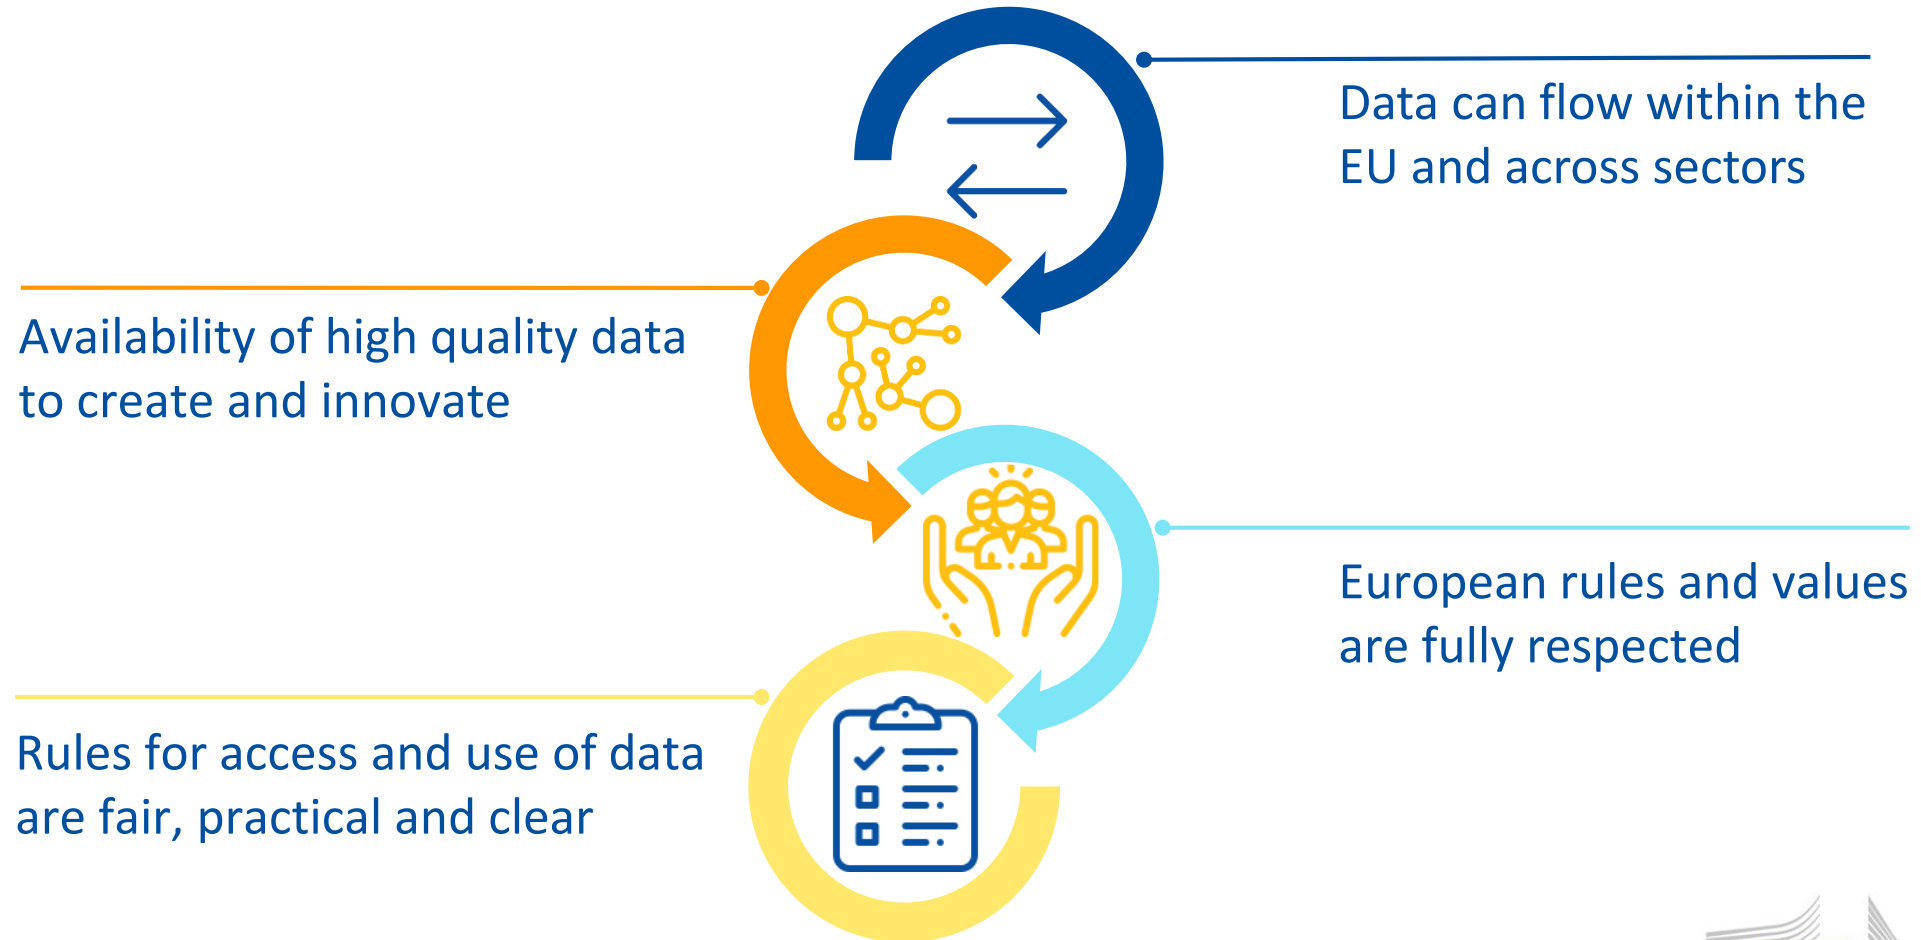 Data can flow within the
EU and across sectors
Availability of high quality data
to create and innovate
European rules and values
are fully respected
Rules for access and use of data
are fair, practical and clear